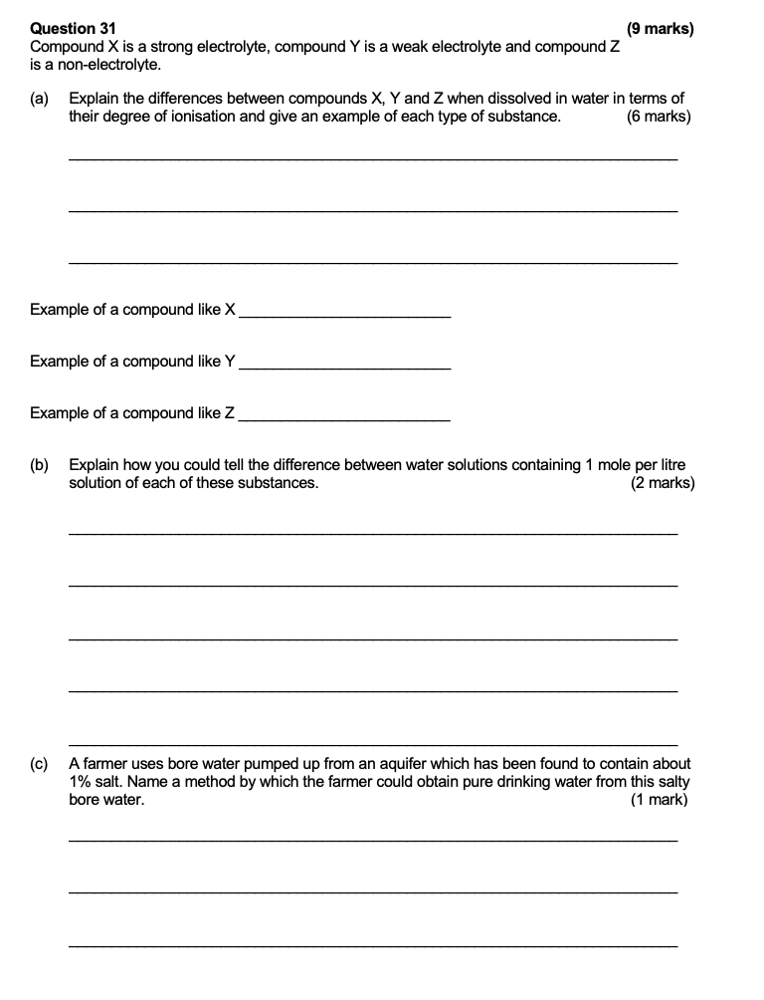 Question 31 (9 marks)
Compound X is a strong electrolyte, compound Y is a weak electrolyte and compound Z
is a non-electrolyte.
(a) Explain the differences between compounds X, Y and Z when dissolved in water in terms of
their degree of ionisation and give an example of each type of substance. (6 marks)
Example of a compound like X
Example of a compound like Y
Example of a compound like Z
(b) Explain how you could tell the difference between water solutions containing 1 mole per litre
solution of each of these substances. (2 marks)
(c) A farmer uses bore water pumped up from an aquifer which has been found to contain about
1% salt. Name a method by which the farmer could obtain pure drinking water from this salty
bore water. (1 mark)